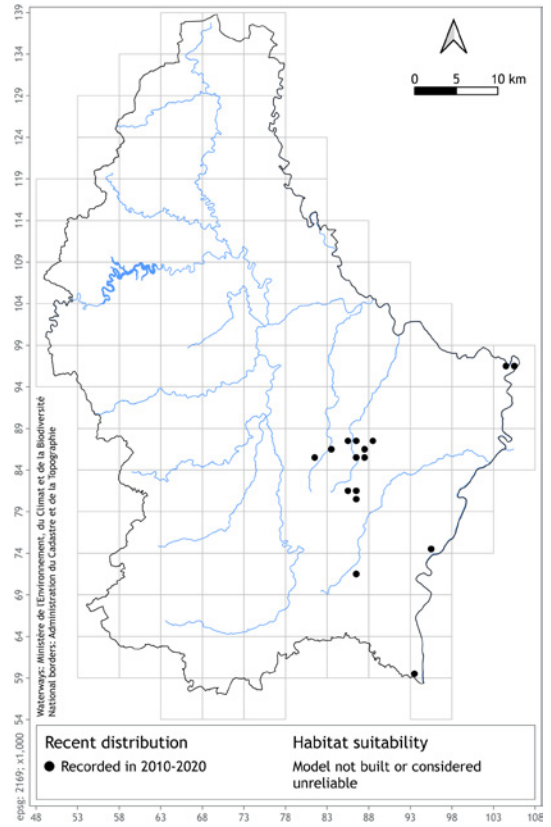 139
134
129
124
119
114
109
104
99
94
89
84
79
74
69
64
59
54
0 5 10 km
Waterways: Ministère de l'Environnement, du Climat et de la Biodiversité
National borders: Administration du Cadastre et de la Topographie
epsg: 2169; x1,000
Recent distribution
Recorded in 2010-2020
Habitat suitability
Model not built or considered
unreliable
48 53 58 63 68 73 78 83 88 93 98 103 108